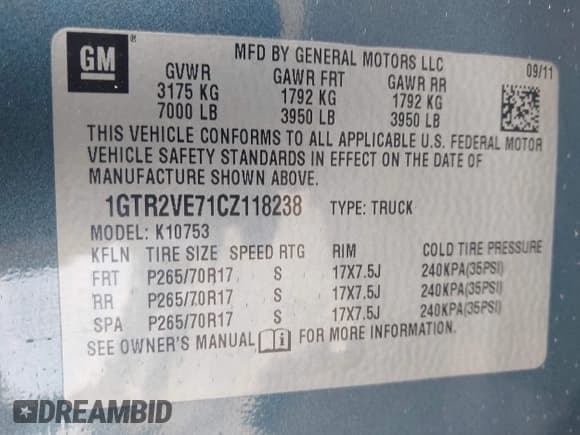 GM
MFD BY GENERAL MOTORS LLC
09/11
GVWR GAWR FRT GAWR RR
3175 KG 1792 KG 1792 KG
7000 LB 3950 LB 3950 LB
THIS VEHICLE CONFORMS TO ALL APPLICABLE U.S. FEDERAL MOTOR
VEHICLE SAFETY STANDARDS IN EFFECT ON THE DATE OF
MANUFACTURE SHOWN ABOVE.
1GTR2VE71CZ118238 TYPE: TRUCK
MODEL: K10753
KFLN TIRE SIZE SPEED RTG RIM COLD TIRE PRESSURE
FRT P265/70R17 S 17X7.5J 240KPA(35PSI)
RR P265/70R17 S 17X7.5J 240KPA(35PSI)
SPA P265/70R17 S 17X7.5J 240KPA(35PSI)
SEE OWNER'S MANUAL FOR MORE INFORMATION.
DREAMBID